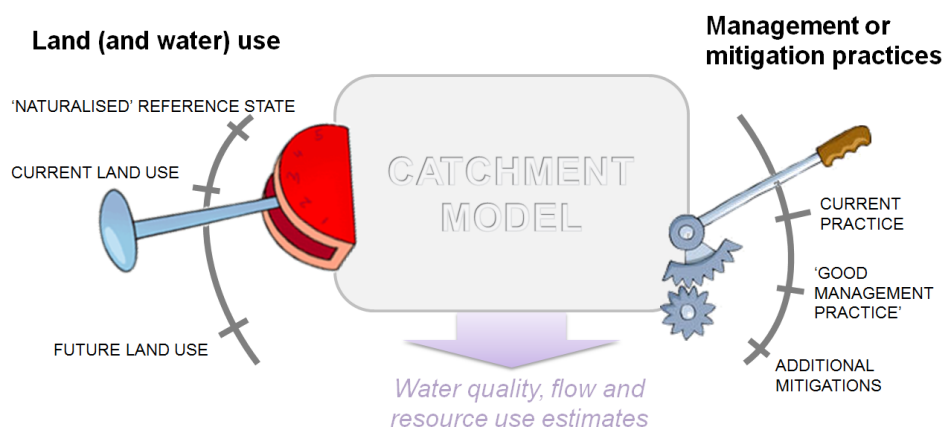 Land (and water) use
Management or
mitigation practices
‘NATURALISED’ REFERENCE STATE
CURRENT LAND USE
FUTURE LAND USE
CATCHMENT
MODEL
CURRENT
PRACTICE
‘GOOD
MANAGEMENT
PRACTICE’
ADDITIONAL
MITIGATIONS
Water quality, flow and
resource use estimates